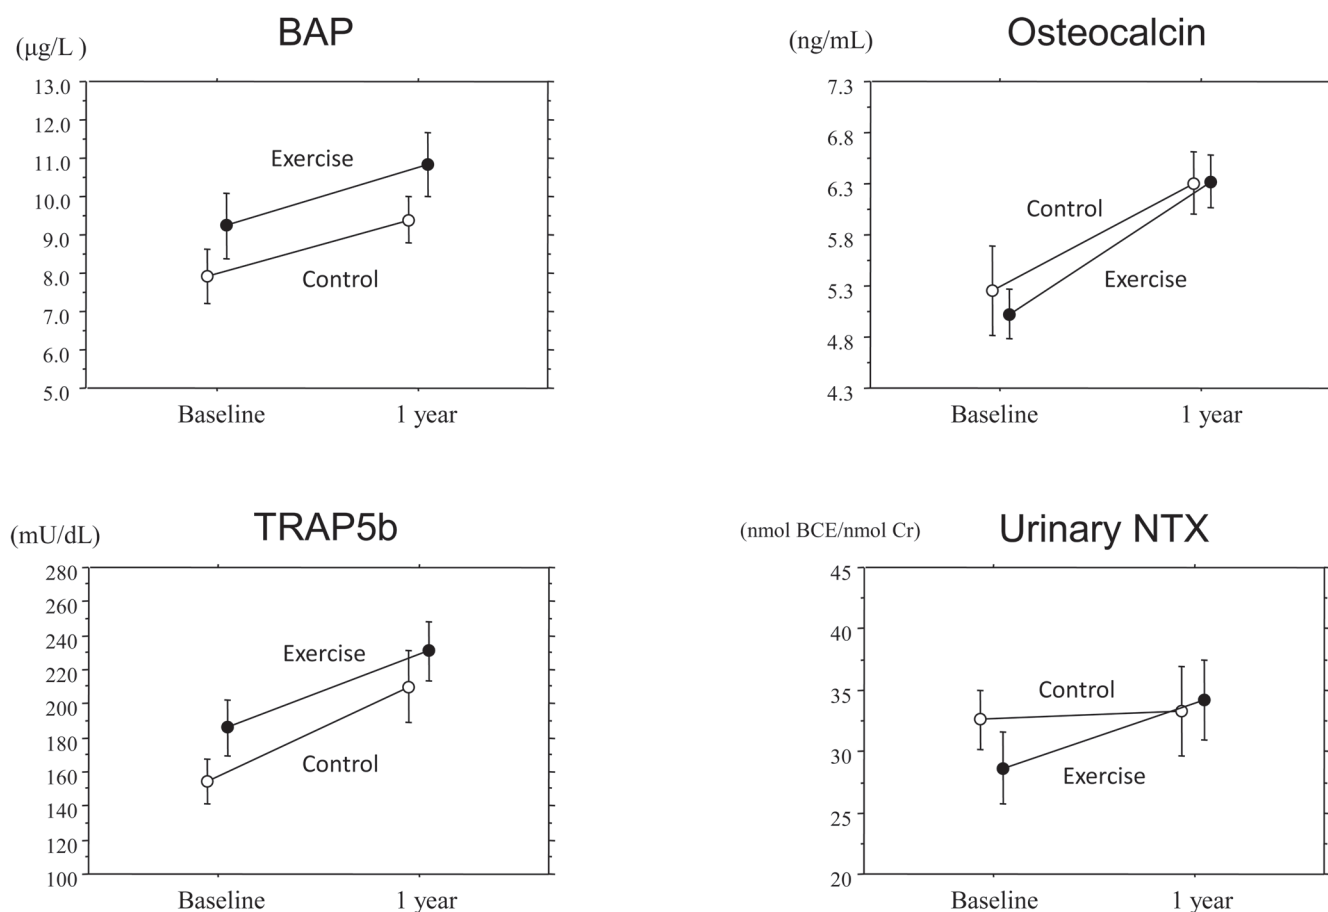 BAP
(μg/L )
13.0
12.0
11.0
10.0
9.0
8.0
7.0
6.0
5.0
Exercise
Control
Baseline
1 year
Osteocalcin
(ng/mL)
7.3
6.8
6.3
5.8
5.3
4.8
4.3
Control
Exercise
Baseline
1 year
TRAP5b
(mU/dL)
280
260
240
220
200
180
160
140
120
100
Exercise
Control
Baseline
1 year
Urinary NTX
(nmol BCE/nmol Cr)
45
40
35
30
25
20
Control
Exercise
Baseline
1 year